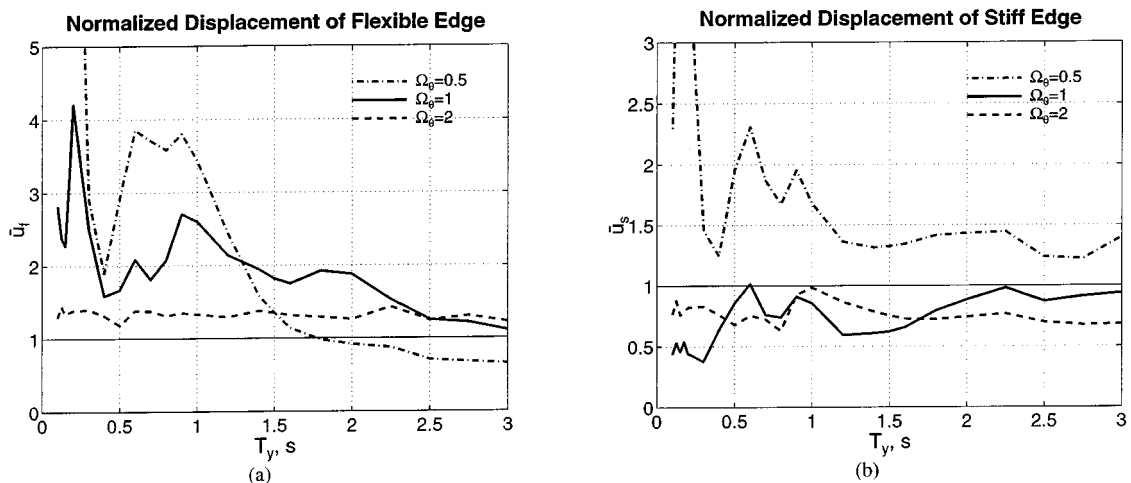 Normalized Displacement of Flexible Edge
5
4
3
2
1
0
ū_f
Ω_θ=0.5
Ω_θ=1
Ω_θ=2
0 0.5 1 1.5 2 2.5 3
T_y, s
(a)
Normalized Displacement of Stiff Edge
3
2.5
2
1.5
1
0.5
0
ū_s
Ω_θ=0.5
Ω_θ=1
Ω_θ=2
0 0.5 1 1.5 2 2.5 3
T_y, s
(b)